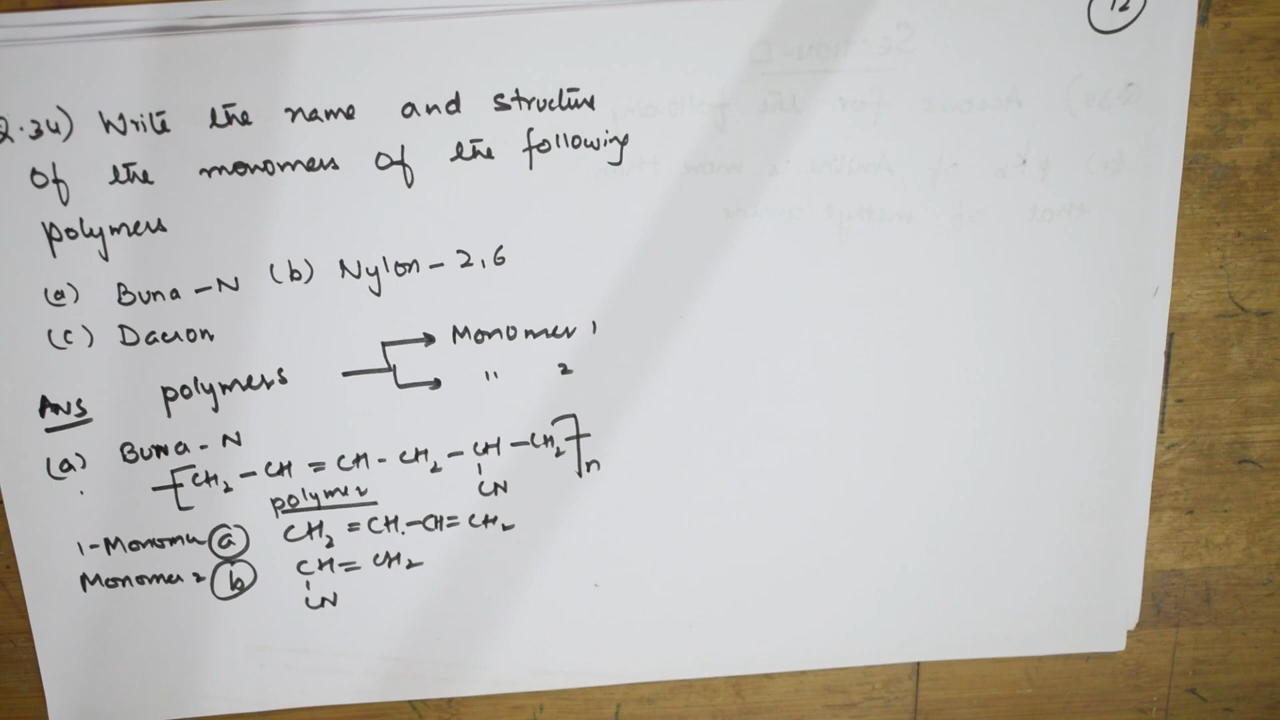 12
Q.34) Write the name and structure
of the monomers of the following
polymers
(a) Buna-N (b) Nylon-2,6
(c) Dacron
Ans polymers → Monomer 1
→ " 2
(a) Buna-N
[CH2-CH=CH-CH2-CH-CH2]n
CN
polymer
1-Monomer (a) CH2=CH-CH=CH2
Monomer 2 (b) CH=CH2
CN